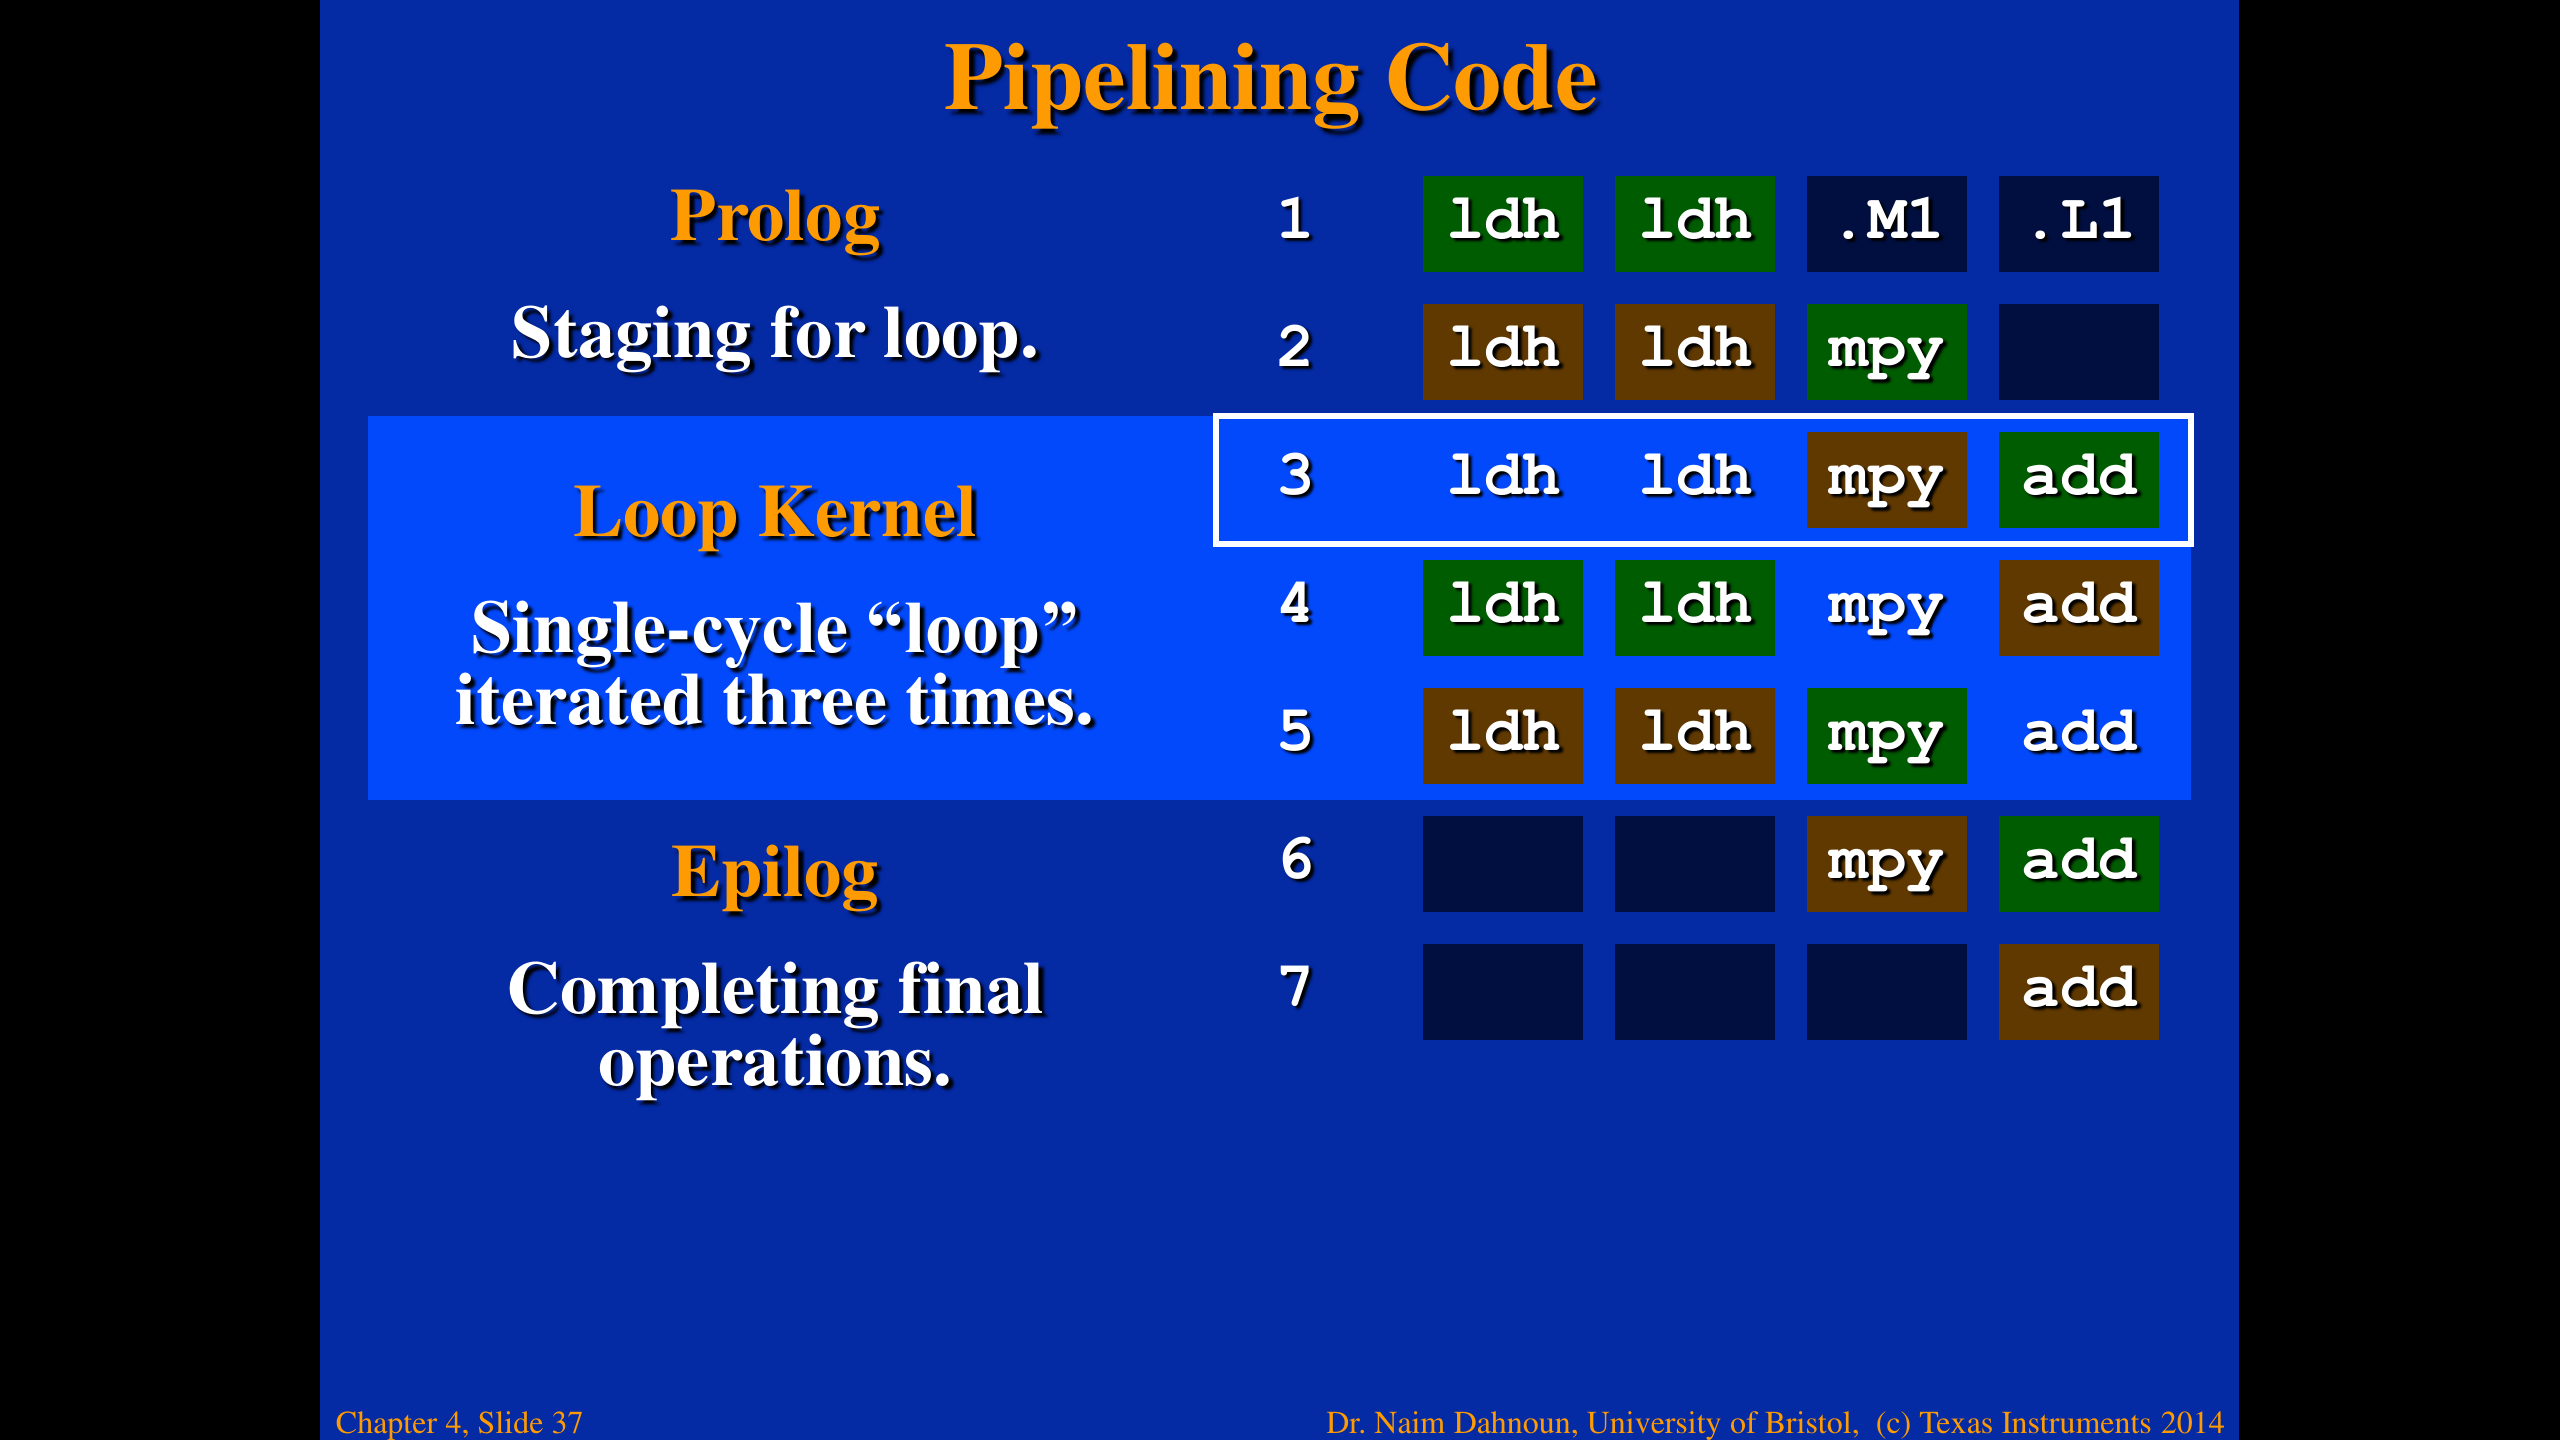 Pipelining Code
Prolog
Staging for loop.
Loop Kernel
Single-cycle “loop”
iterated three times.
Epilog
Completing final
operations.
1 ldh ldh .M1 .L1
2 ldh ldh mpy
3 ldh ldh mpy add
4 ldh ldh mpy add
5 ldh ldh mpy add
6 mpy add
7 add
Chapter 4, Slide 37
Dr. Naim Dahnoun, University of Bristol, (c) Texas Instruments 2014